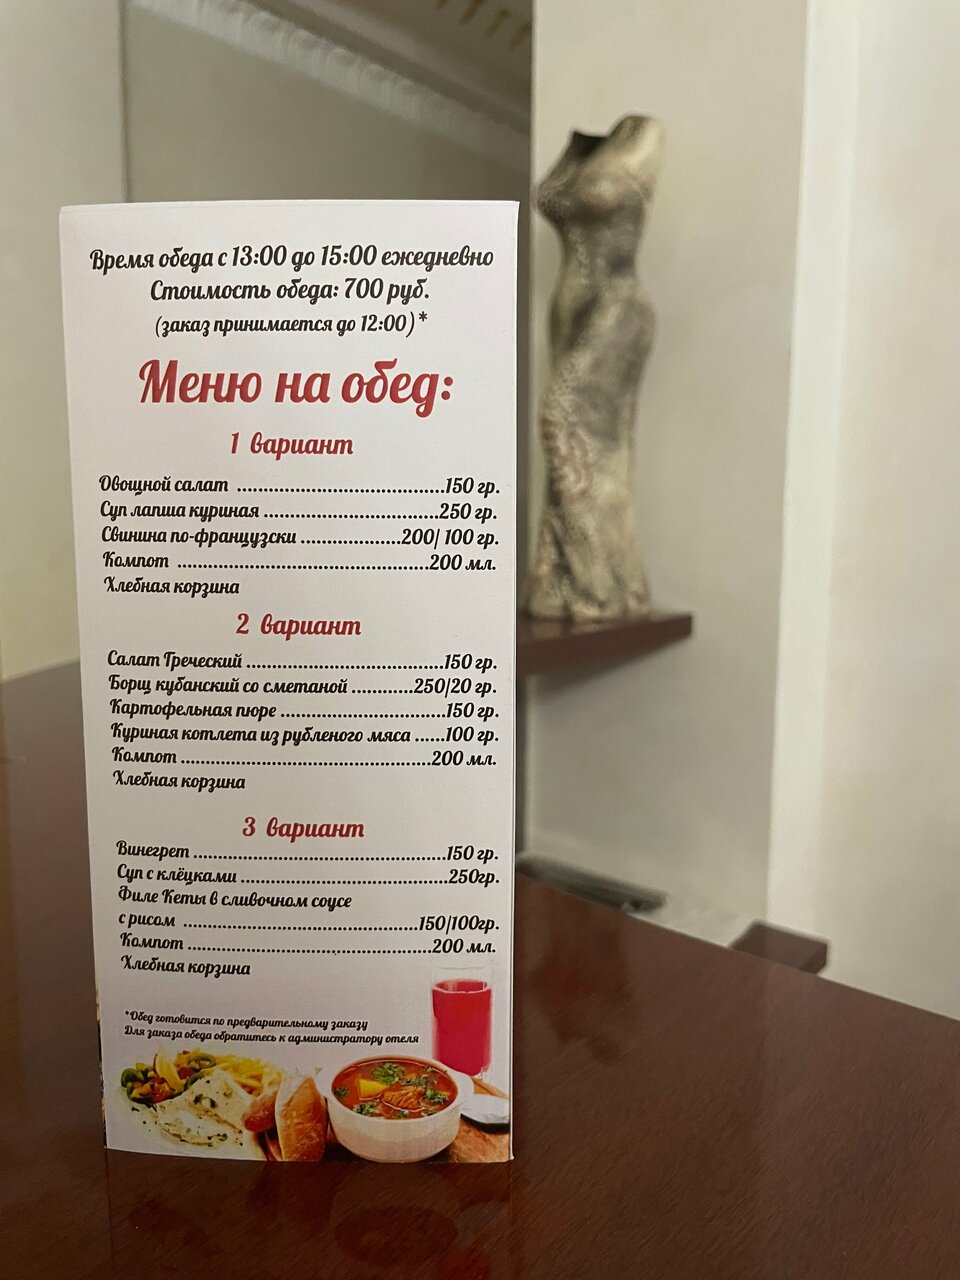 Время обеда с 13:00 до 15:00 ежедневно
Стоимость обеда: 700 руб.
(заказ принимается до 12:00)*
Меню на обед:
1 вариант
Овощной салат ........................................150 гр.
Суп лапша куриная ..................................250 гр.
Свинина по-французски ...................200/ 100 гр.
Компот .................................................200 мл.
Хлебная корзина
2 вариант
Салат Греческий .......................................150 гр.
Борщ кубанский со сметаной ............250/20 гр.
Картофельная пюре .................................150 гр.
Куриная котлета из рубленого мяса ......100 гр.
Компот .................................................200 мл.
Хлебная корзина
3 вариант
Винегрет ..................................................150 гр.
Суп с клёцками .........................................250гр.
Филе Кеты в сливочном соусе
с рисом ...............................................150/100гр.
Компот .................................................200 мл.
Хлебная корзина
*Обед готовится по предварительному заказу
Для заказа обеда обратитесь к администратору отеля